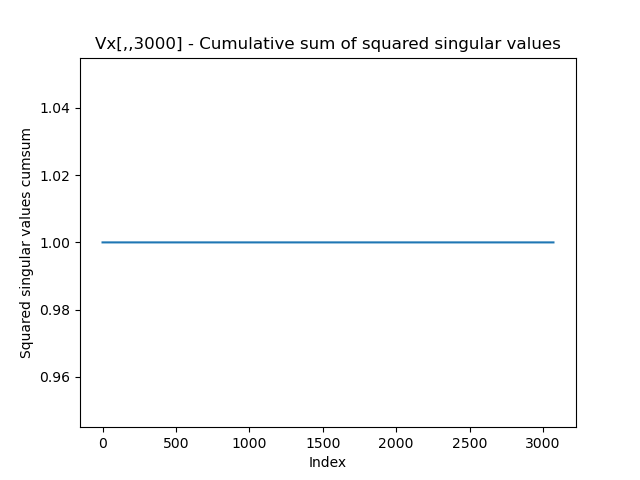 Vx[,,3000] - Cumulative sum of squared singular values
Squared singular values cumsum
1.04
1.02
1.00
0.98
0.96
0 500 1000 1500 2000 2500 3000
Index